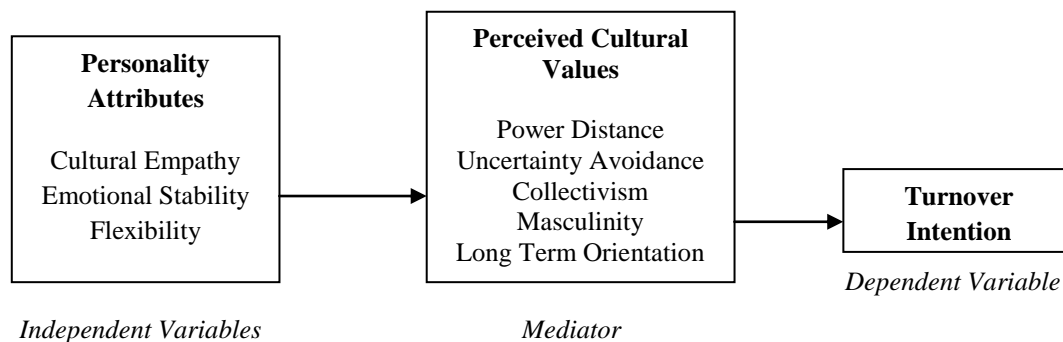 Personality
Attributes
Cultural Empathy
Emotional Stability
Flexibility
Independent Variables
Perceived Cultural
Values
Power Distance
Uncertainty Avoidance
Collectivism
Masculinity
Long Term Orientation
Mediator
Turnover
Intention
Dependent Variable